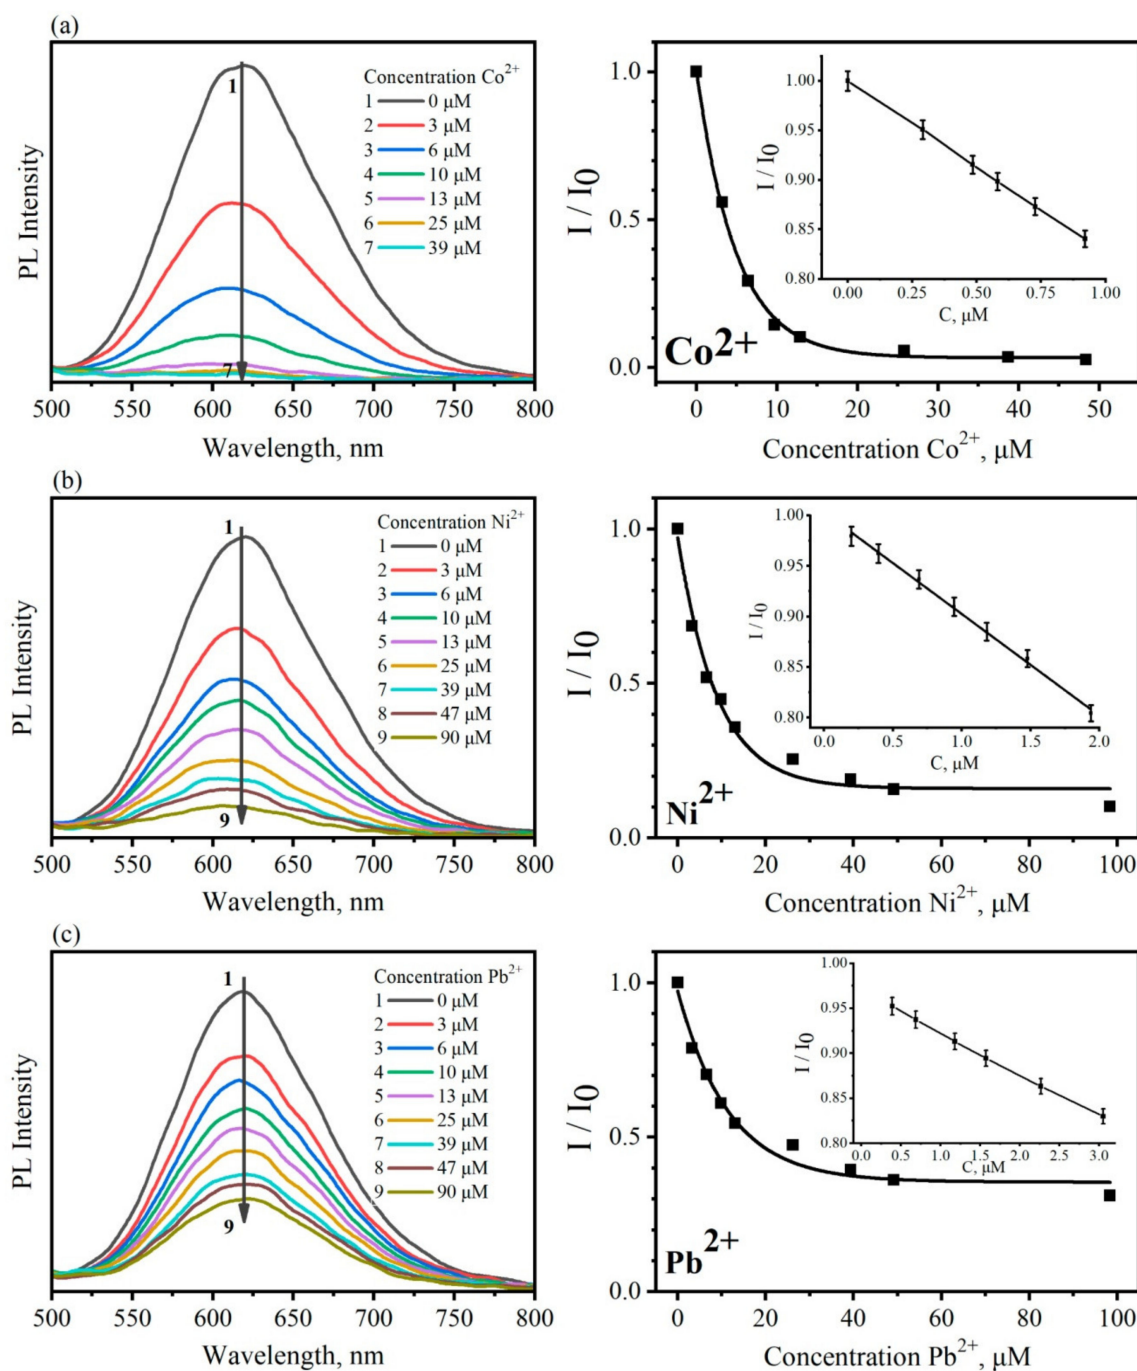 (a)
PL Intensity
1
Concentration Co2+
1 0 μM
2 3 μM
3 6 μM
4 10 μM
5 13 μM
6 25 μM
7 39 μM
7
500 550 600 650 700 750 800
Wavelength, nm
I / I0
1.0
0.5
0.0
Co2+
0 10 20 30 40 50
Concentration Co2+, μM
I / I0
1.00
0.95
0.90
0.85
0.80
0.00 0.25 0.50 0.75 1.00
C, μM
(b)
PL Intensity
1
Concentration Ni2+
1 0 μM
2 3 μM
3 6 μM
4 10 μM
5 13 μM
6 25 μM
7 39 μM
8 47 μM
9 90 μM
9
500 550 600 650 700 750 800
Wavelength, nm
I / I0
1.0
0.5
0.0
Ni2+
0 20 40 60 80 100
Concentration Ni2+, μM
I / I0
1.00
0.95
0.90
0.85
0.80
0.0 0.5 1.0 1.5 2.0
C, μM
(c)
PL Intensity
1
Concentration Pb2+
1 0 μM
2 3 μM
3 6 μM
4 10 μM
5 13 μM
6 25 μM
7 39 μM
8 47 μM
9 90 μM
9
500 550 600 650 700 750 800
Wavelength, nm
I / I0
1.0
0.5
0.0
Pb2+
0 20 40 60 80 100
Concentration Pb2+, μM
I / I0
1.00
0.95
0.90
0.85
0.80
0.0 0.5 1.0 1.5 2.0 2.5 3.0
C, μM